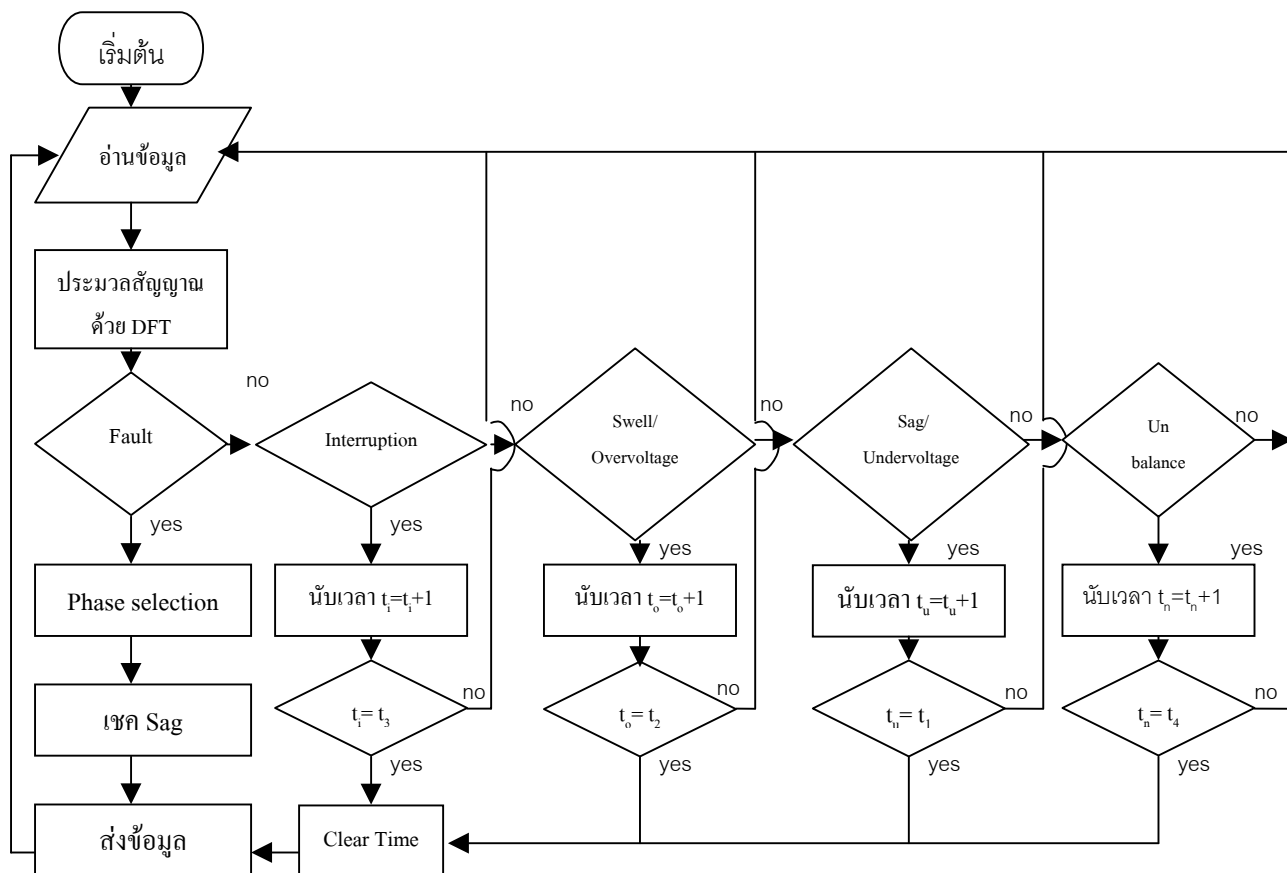 เริ่มต้น
อ่านข้อมูล
ประมวลสัญญาณ
ด้วย DFT
Fault
no
yes
Interruption
no
yes
Swell/
Overvoltage
no
yes
Sag/
Undervoltage
no
yes
Un
balance
no
yes
Phase selection
นับเวลา tᵢ=tᵢ+1
นับเวลา tₒ=tₒ+1
นับเวลา tᵤ=tᵤ+1
นับเวลา tₙ=tₙ+1
เชค Sag
tᵢ= t₃
no
yes
tₒ= t₂
no
yes
tᵤ= t₁
no
yes
tₙ= t₄
no
yes
ส่งข้อมูล
Clear Time